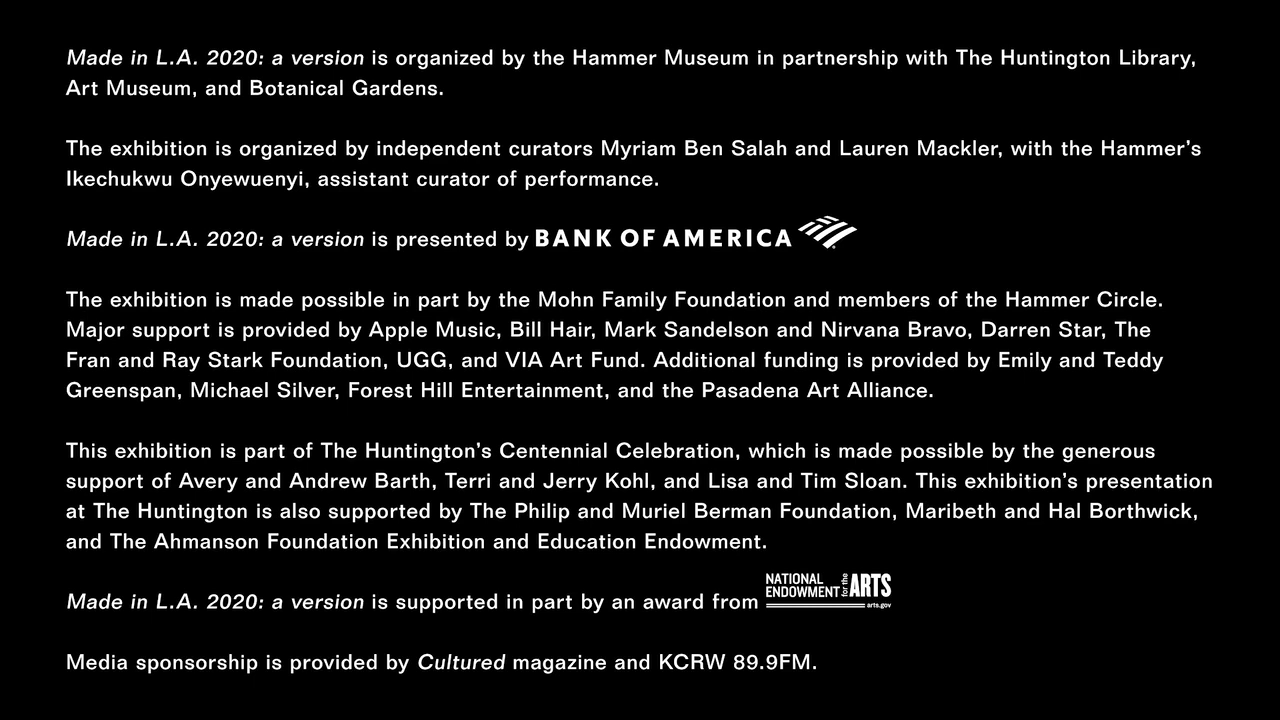 Made in L.A. 2020: a version is organized by the Hammer Museum in partnership with The Huntington Library,
Art Museum, and Botanical Gardens.
The exhibition is organized by independent curators Myriam Ben Salah and Lauren Mackler, with the Hammer’s
Ikechukwu Onyewuenyi, assistant curator of performance.
Made in L.A. 2020: a version is presented by BANK OF AMERICA
The exhibition is made possible in part by the Mohn Family Foundation and members of the Hammer Circle.
Major support is provided by Apple Music, Bill Hair, Mark Sandelson and Nirvana Bravo, Darren Star, The
Fran and Ray Stark Foundation, UGG, and VIA Art Fund. Additional funding is provided by Emily and Teddy
Greenspan, Michael Silver, Forest Hill Entertainment, and the Pasadena Art Alliance.
This exhibition is part of The Huntington’s Centennial Celebration, which is made possible by the generous
support of Avery and Andrew Barth, Terri and Jerry Kohl, and Lisa and Tim Sloan. This exhibition’s presentation
at The Huntington is also supported by The Philip and Muriel Berman Foundation, Maribeth and Hal Borthwick,
and The Ahmanson Foundation Exhibition and Education Endowment.
Made in L.A. 2020: a version is supported in part by an award from NATIONAL ENDOWMENT for the ARTS arts.gov
Media sponsorship is provided by Cultured magazine and KCRW 89.9FM.